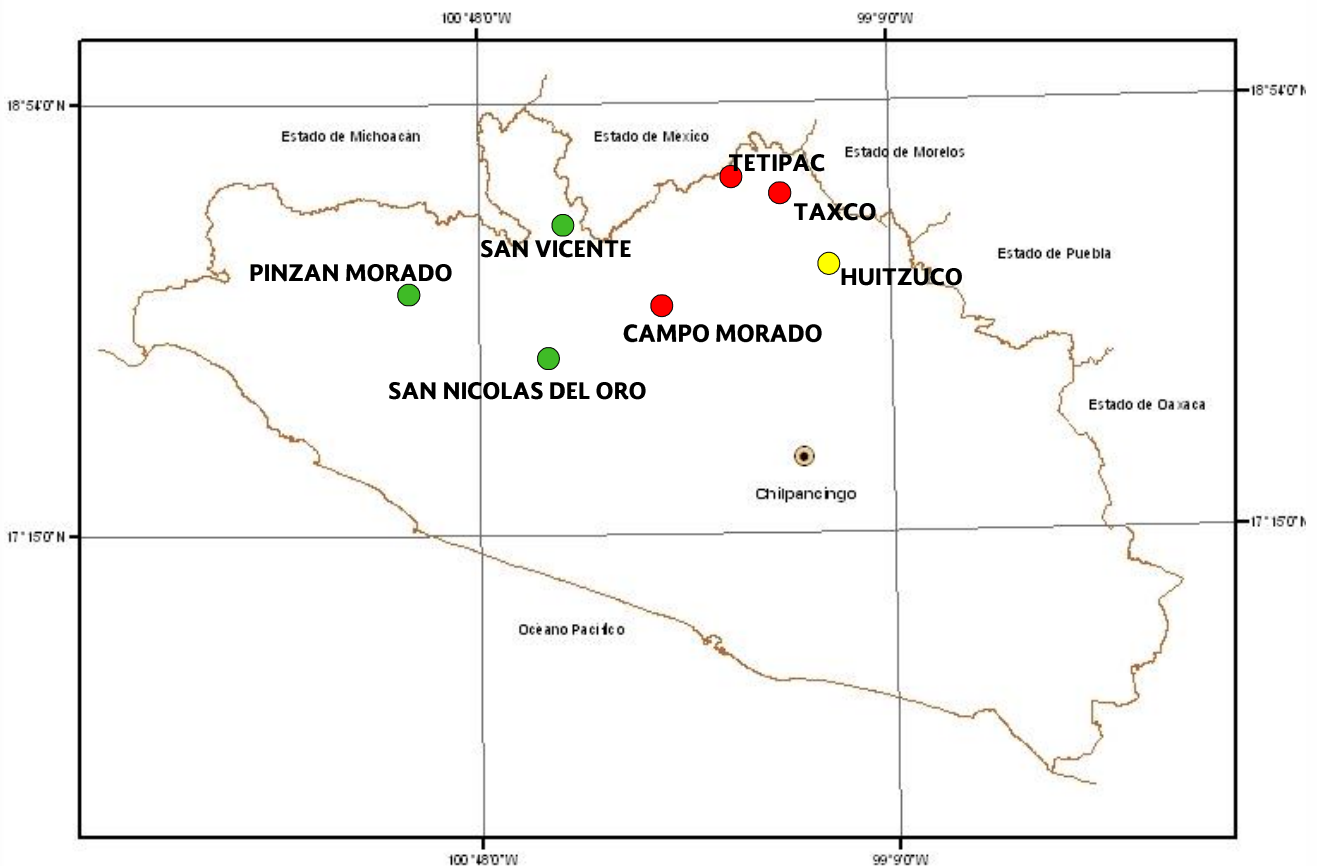 100°48'0"W
99°9'0"W
18°54'0"N
18°54'0"N
Estado de Michoacán
Estado de Mexico
Estado de Morelos
TETIPAC
TAXCO
SAN VICENTE
Estado de Puebla
PINZAN MORADO
HUITZUCO
CAMPO MORADO
SAN NICOLAS DEL ORO
Estado de Oaxaca
Chilpancingo
17°15'0"N
17°15'0"N
Océano Pacifico
100°48'0"W
99°9'0"W